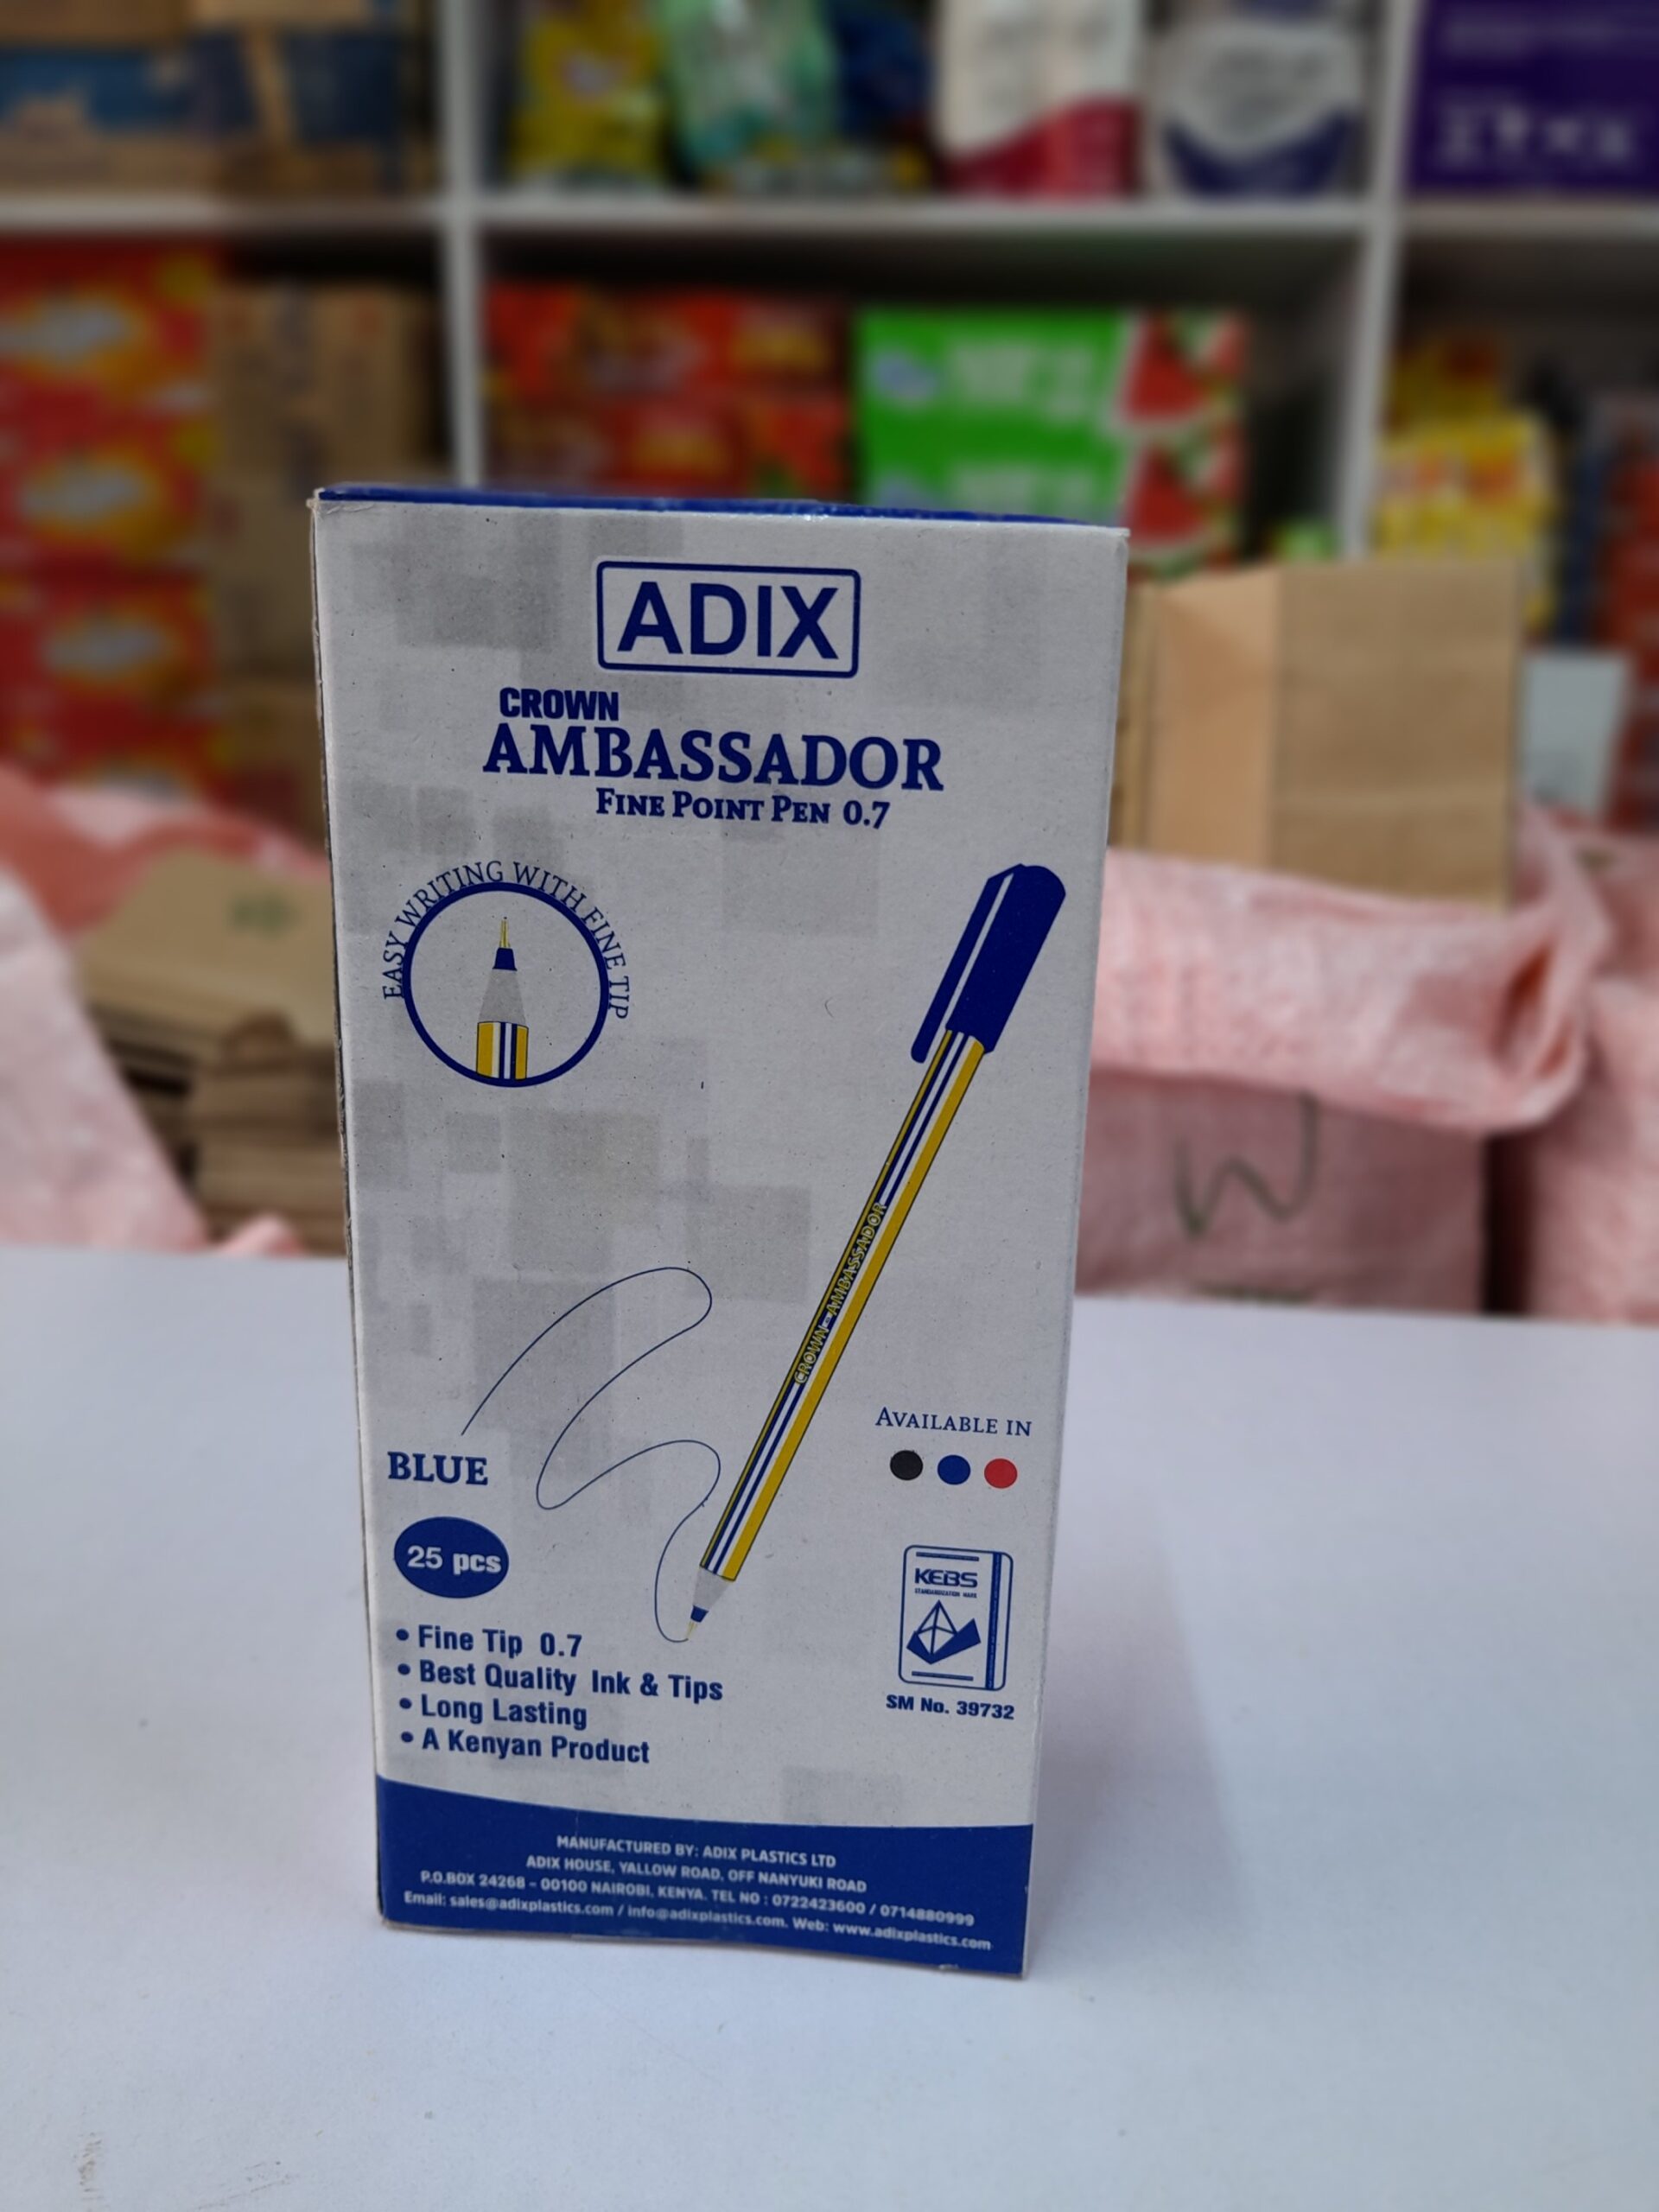 ADIX
CROWN
AMBASSADOR
FINE POINT PEN 0.7
EASY WRITING WITH FINE TIP
CROWN AMBASSADOR
AVAILABLE IN
BLUE
25 pcs
KEBS
STANDARDIZATION MARK
SM No. 39732
• Fine Tip 0.7
• Best Quality Ink & Tips
• Long Lasting
• A Kenyan Product
MANUFACTURED BY: ADIX PLASTICS LTD
ADIX HOUSE, YALLOW ROAD, OFF NANYUKI ROAD
P.O.BOX 24268 - 00100 NAIROBI, KENYA. TEL NO : 0722423600 / 0714880999
Email: sales@adixplastics.com / info@adixplastics.com. Web: www.adixplastics.com
W